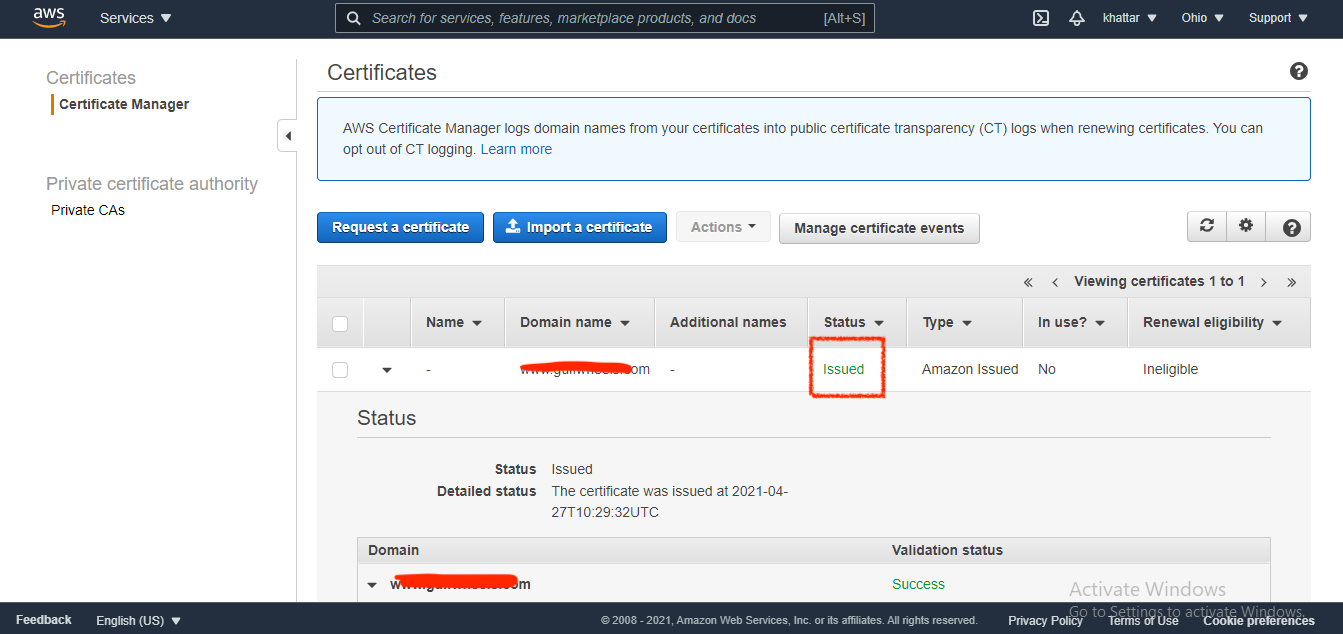 aws
Services
Search for services, features, marketplace products, and docs [Alt+S]
khattar
Ohio
Support
Certificates
Certificate Manager
Private certificate authority
Private CAs
Certificates
AWS Certificate Manager logs domain names from your certificates into public certificate transparency (CT) logs when renewing certificates. You can
opt out of CT logging. Learn more
Request a certificate
Import a certificate
Actions
Manage certificate events
« ‹ Viewing certificates 1 to 1 › »
Name Domain name Additional names Status Type In use? Renewal eligibility
- om - Issued Amazon Issued No Ineligible
Status
Status Issued
Detailed status The certificate was issued at 2021-04-
27T10:29:32UTC
Domain Validation status
om Success
Activate Windows
Go to Settings to activate Windows.
Feedback English (US) © 2008 - 2021, Amazon Web Services, Inc. or its affiliates. All rights reserved. Privacy Policy Terms of Use Cookie preferences